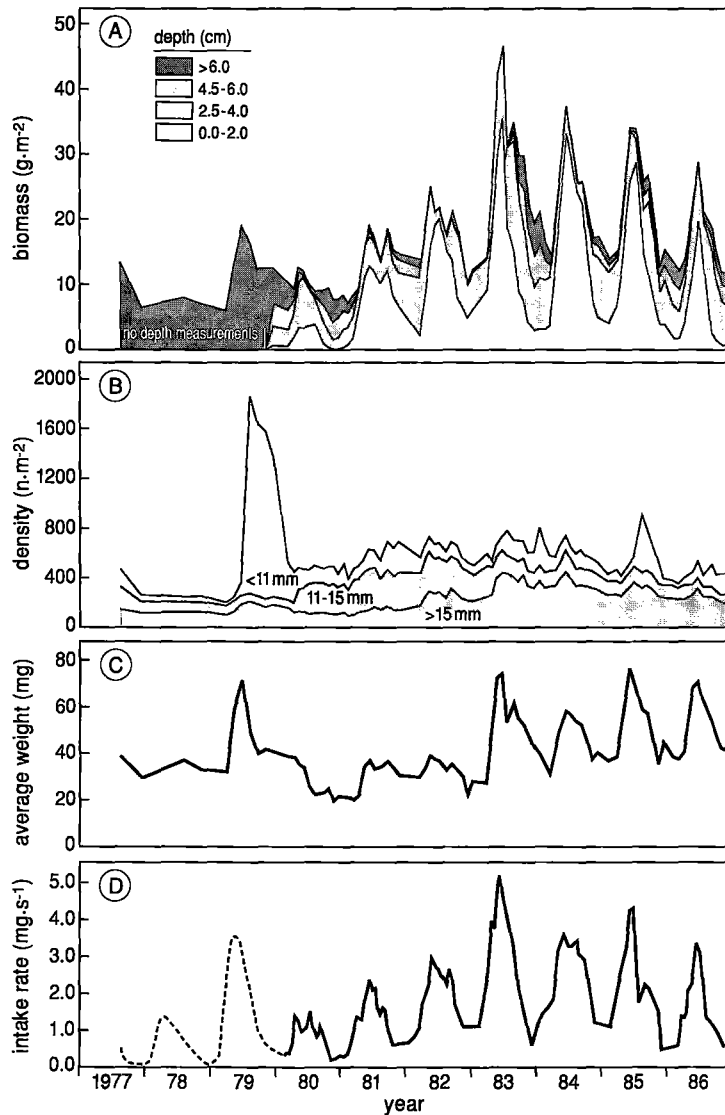 A
depth (cm)
>6.0
4.5-6.0
2.5-4.0
0.0-2.0
50
40
30
20
10
0
biomass (g·m-2)
no depth measurements
B
2000
1600
1200
800
400
0
density (n·m-2)
<11 mm
11-15 mm
>15 mm
C
80
60
40
20
0
average weight (mg)
D
5.0
4.0
3.0
2.0
1.0
0.0
intake rate (mg·s-1)
1977 78 79 80 81 82 83 84 85 86
year